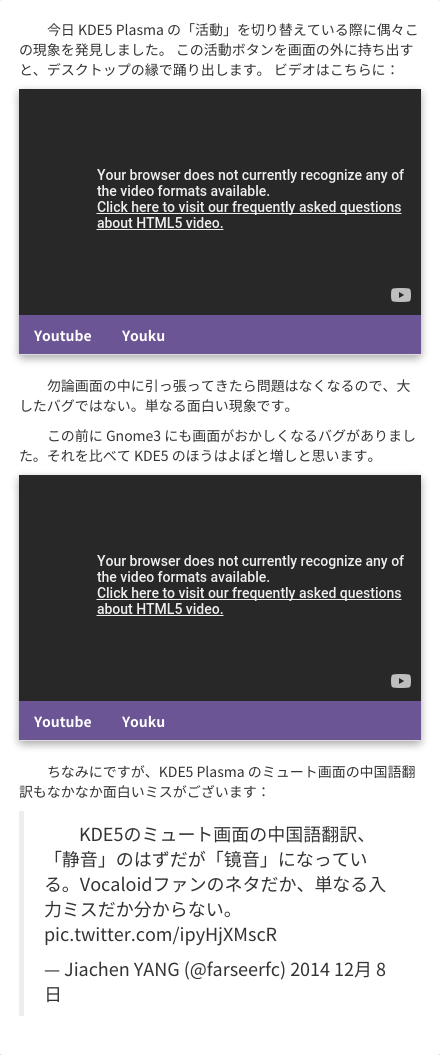 今日 KDE5 Plasma の「活動」を切り替えている際に偶々こ
の現象を発見しました。 この活動ボタンを画面の外に持ち出す
と、デスクトップの縁で踊り出します。 ビデオはこちらに：
Your browser does not currently recognize any of
the video formats available.
Click here to visit our frequently asked questions
about HTML5 video.
Youtube Youku
勿論画面の中に引っ張ってきたら問題はなくなるので、大
したバグではない。単なる面白い現象です。
この前に Gnome3 にも画面がおかしくなるバグがありまし
た。それを比べて KDE5 のほうはよぽと増しと思います。
Your browser does not currently recognize any of
the video formats available.
Click here to visit our frequently asked questions
about HTML5 video.
Youtube Youku
ちなみにですが、KDE5 Plasma のミュート画面の中国語翻
訳もなかなか面白いミスがございます：
KDE5のミュート画面の中国語翻訳、
「静音」のはずだが「镜音」になってい
る。Vocaloidファンのネタだか、単なる入
力ミスだか分からない。
pic.twitter.com/ipyHjXMscR
— Jiachen YANG (@farseerfc) 2014 12月 8
日